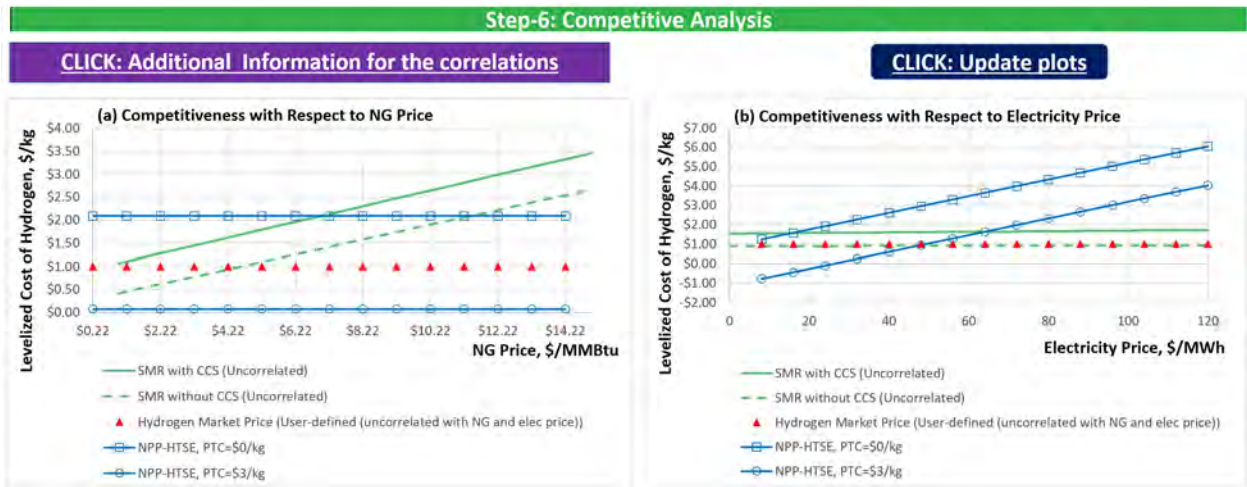 Step-6: Competitive Analysis
CLICK: Additional Information for the correlations
CLICK: Update plots
(a) Competitiveness with Respect to NG Price
Levelized Cost of Hydrogen, $/kg
$4.00
$3.50
$3.00
$2.50
$2.00
$1.50
$1.00
$0.50
$0.00
$0.22 $2.22 $4.22 $6.22 $8.22 $10.22 $12.22 $14.22
NG Price, $/MMBtu
SMR with CCS (Uncorrelated)
SMR without CCS (Uncorrelated)
Hydrogen Market Price (User-defined (uncorrelated with NG and elec price))
NPP-HTSE, PTC=$0/kg
NPP-HTSE, PTC=$3/kg
(b) Competitiveness with Respect to Electricity Price
Levelized Cost of Hydrogen, $/kg
$7.00
$6.00
$5.00
$4.00
$3.00
$2.00
$1.00
$0.00
-$1.00
-$2.00
0 20 40 60 80 100 120
Electricity Price, $/MWh
SMR with CCS (Uncorrelated)
SMR without CCS (Uncorrelated)
Hydrogen Market Price (User-defined (uncorrelated with NG and elec price))
NPP-HTSE, PTC=$0/kg
NPP-HTSE, PTC=$3/kg